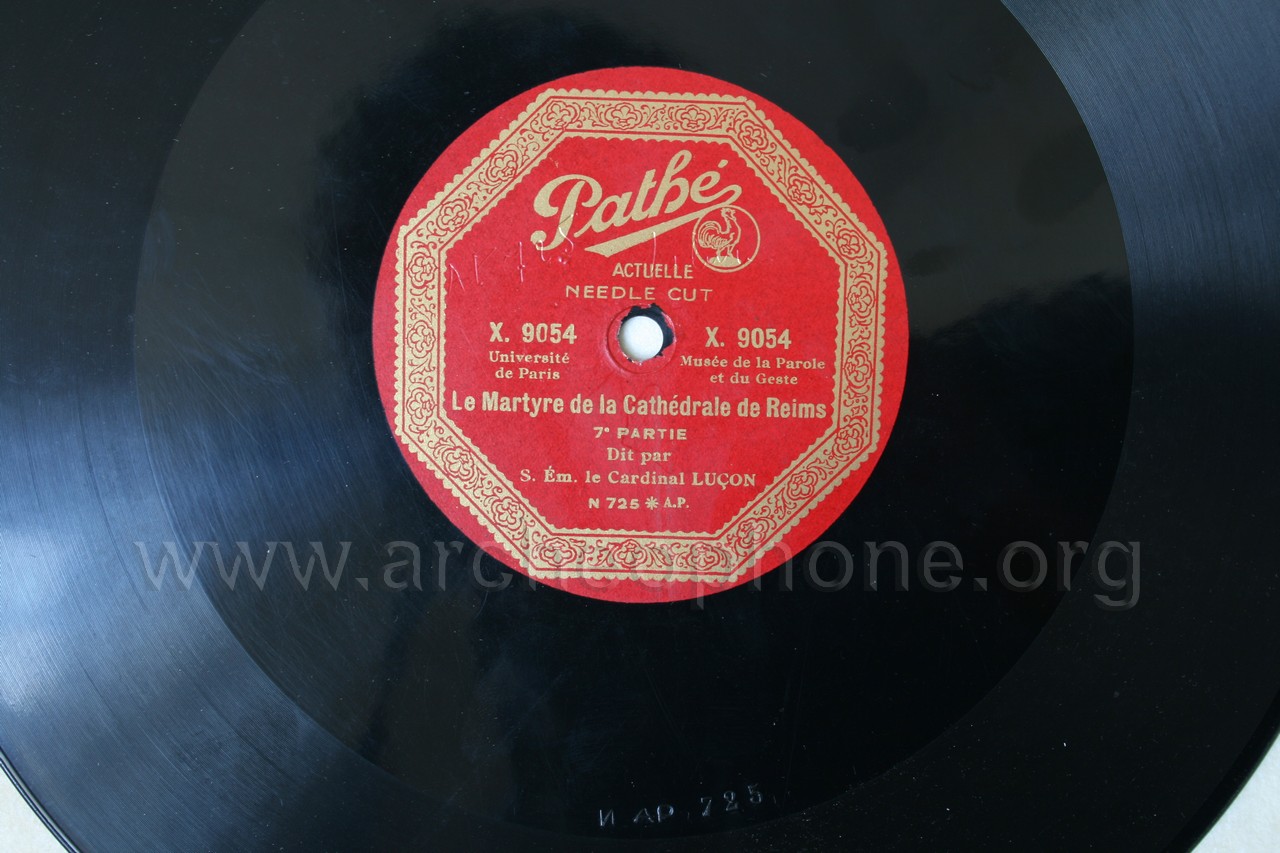 Pathé
ACTUELLE
NEEDLE CUT
X. 9054 X. 9054
Université Musée de la Parole
de Paris et du Geste
Le Martyre de la Cathédrale de Reims
7e PARTIE
Dit par
S. Ém. le Cardinal LUÇON
N 725 * A.P.
www.archeophone.org
N AP. 725.